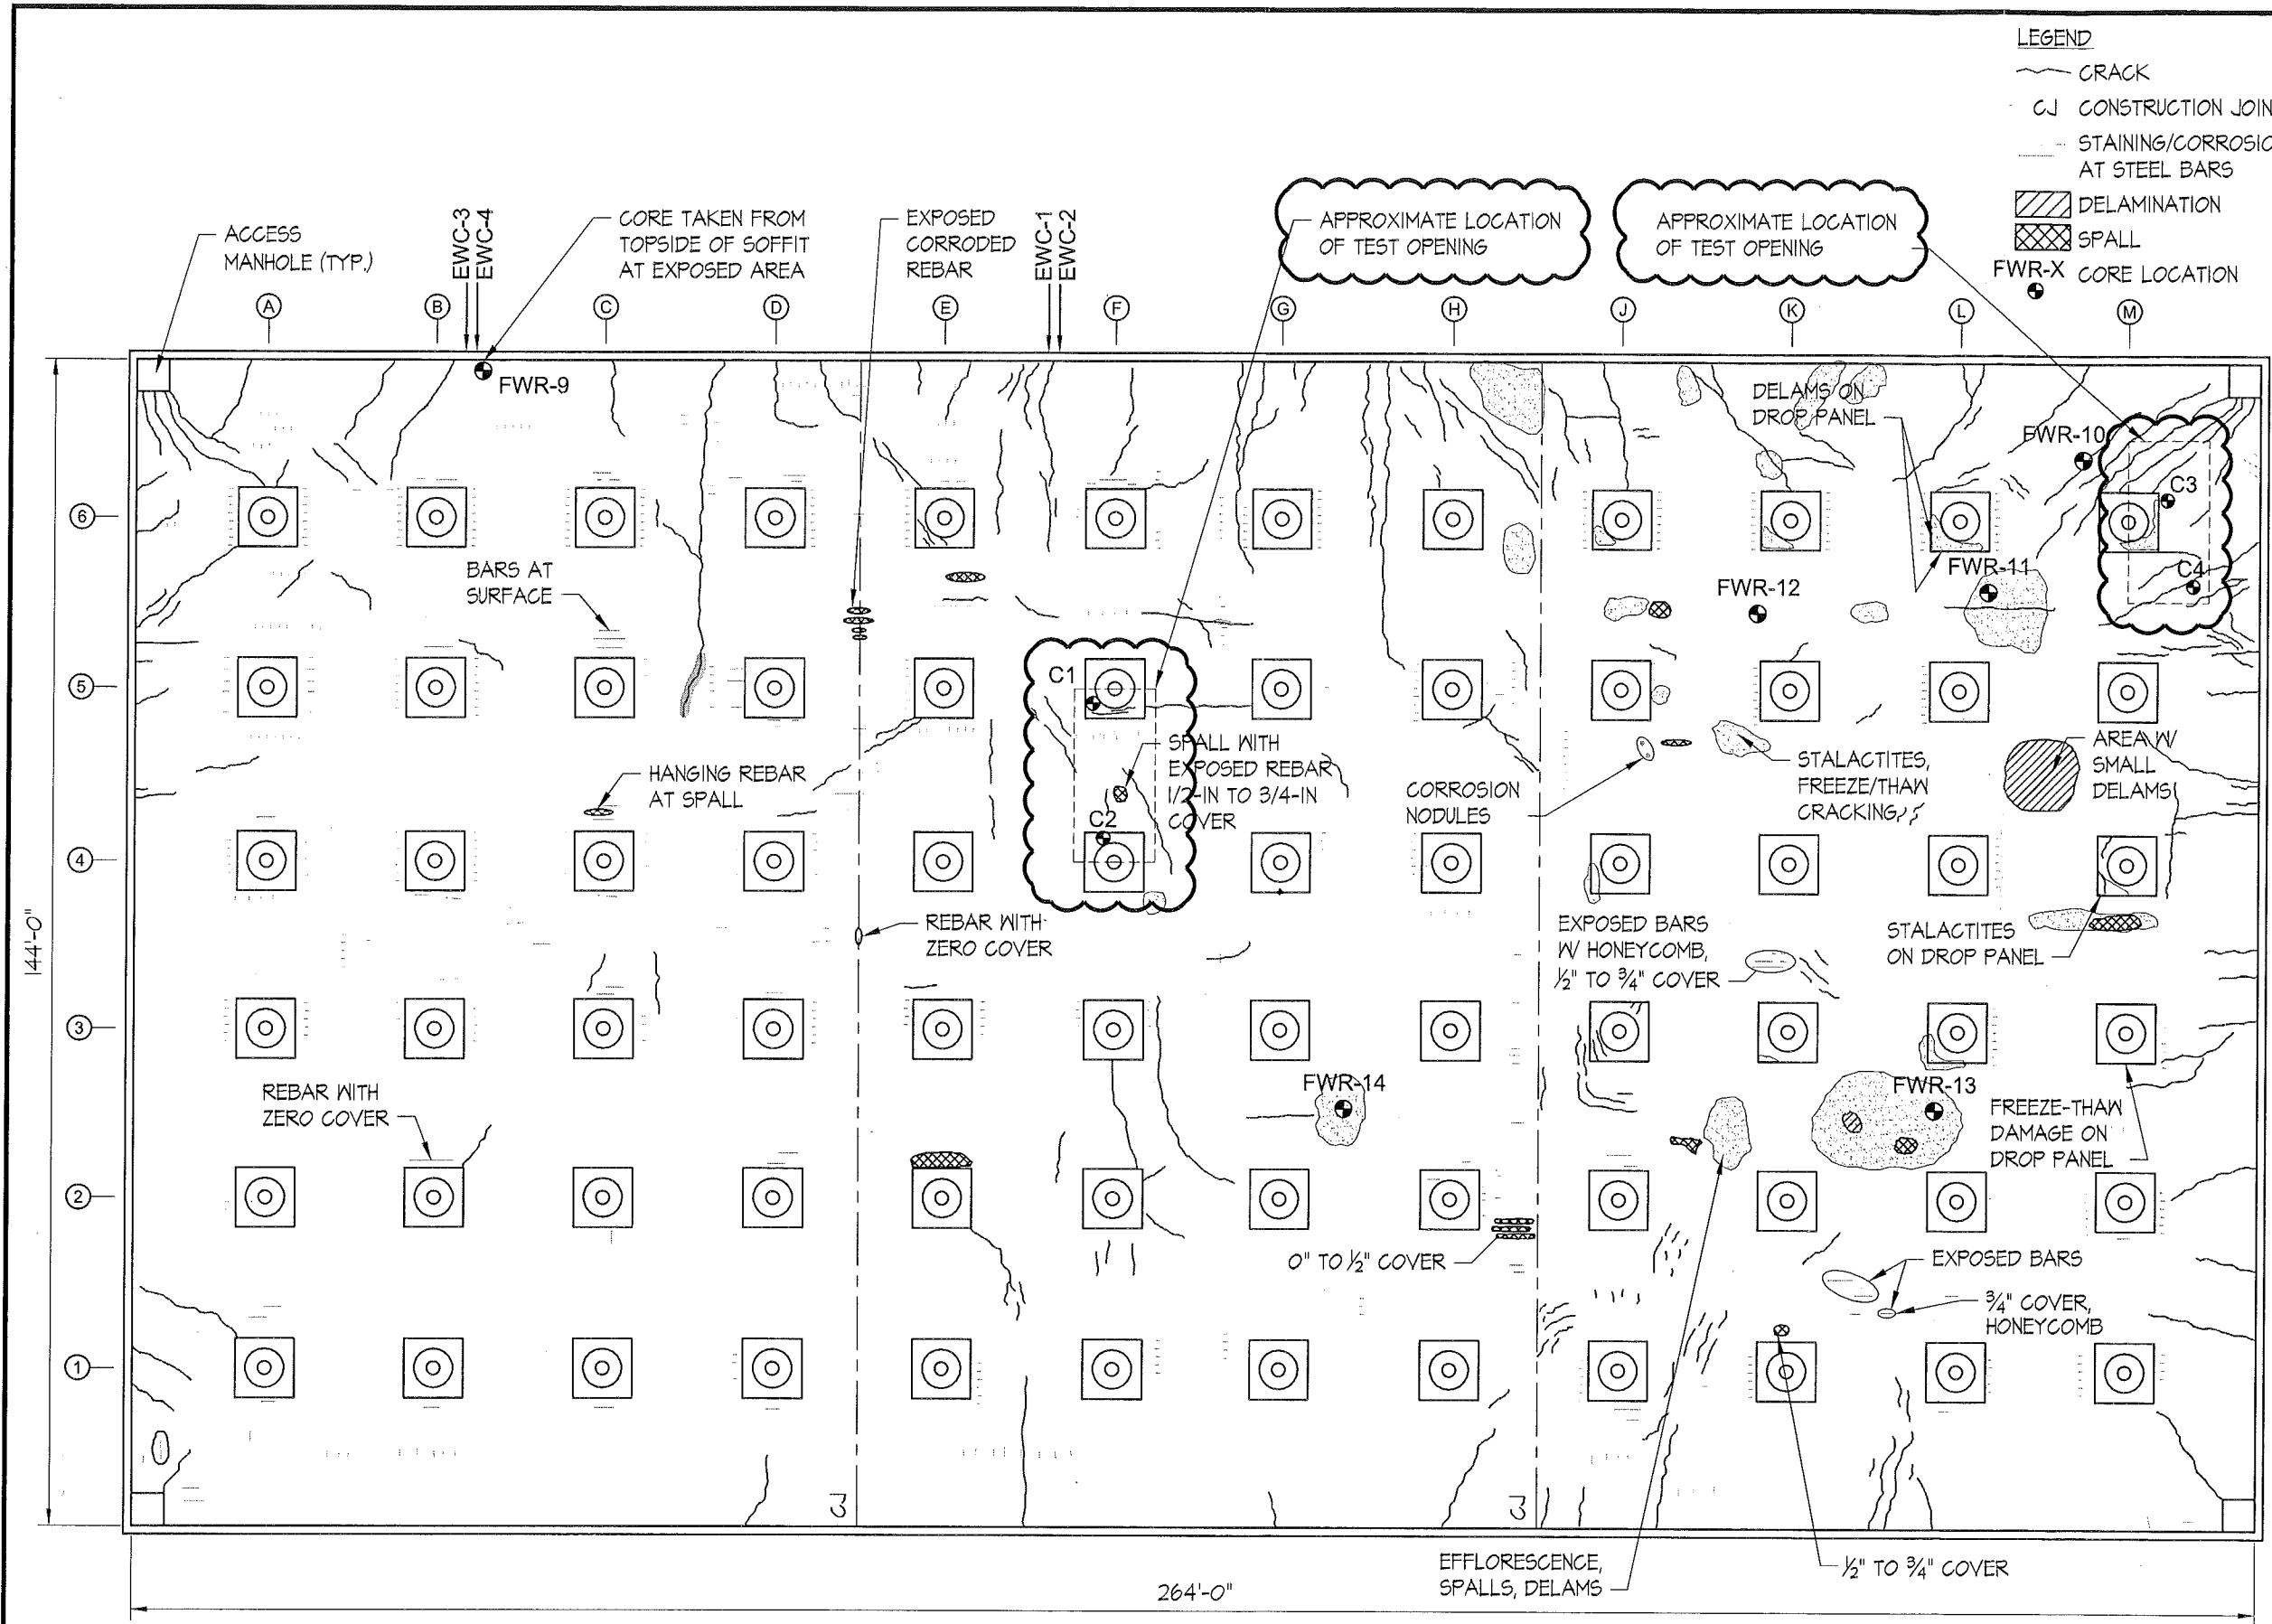 LEGEND
CRACK
CJ CONSTRUCTION JOIN
STAINING/CORROSIO
AT STEEL BARS
DELAMINATION
SPALL
FWR-X CORE LOCATION
ACCESS
MANHOLE (TYP.)
EWC-3
EWC-4
CORE TAKEN FROM
TOPSIDE OF SOFFIT
AT EXPOSED AREA
EXPOSED
CORRODED
REBAR
EWC-1
EWC-2
APPROXIMATE LOCATION
OF TEST OPENING
APPROXIMATE LOCATION
OF TEST OPENING
A B C D E F G H J K L M
FWR-9
DELAMS ON
DROP PANEL
FWR-10
C3
6
BARS AT
SURFACE
FWR-12
FWR-11
C4
5
C1
SPALL WITH
EXPOSED REBAR
1/2-IN TO 3/4-IN
COVER
HANGING REBAR
AT SPALL
CORROSION
NODULES
STALACTITES,
FREEZE/THAW
CRACKING
AREA W/
SMALL
DELAMS
C2
4
144'-0"
REBAR WITH
ZERO COVER
EXPOSED BARS
W/ HONEYCOMB,
1/2" TO 3/4" COVER
STALACTITES
ON DROP PANEL
3
REBAR WITH
ZERO COVER
FWR-14
FWR-13
FREEZE-THAW
DAMAGE ON
DROP PANEL
2
0" TO 1/2" COVER
EXPOSED BARS
3/4" COVER,
HONEYCOMB
1
CJ
CJ
EFFLORESCENCE,
SPALLS, DELAMS
1/2" TO 3/4" COVER
264'-0"